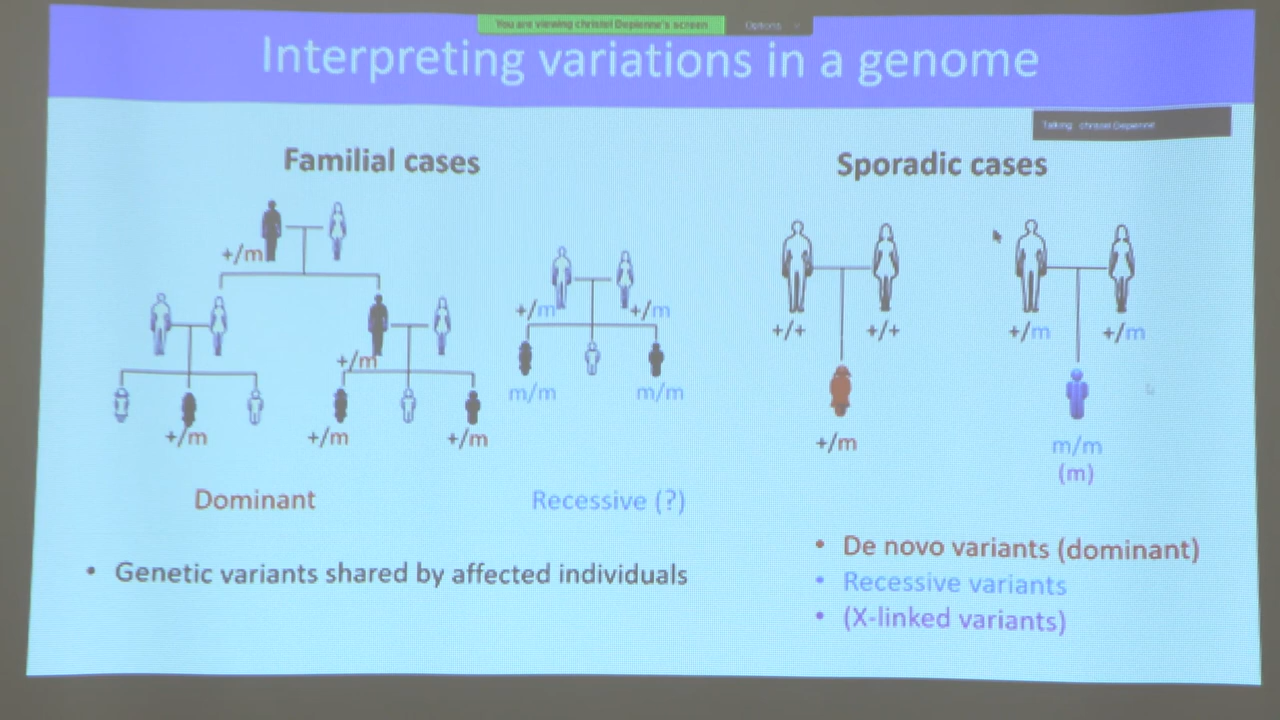 You are viewing christel Depienne's screen
Options
Interpreting variations in a genome
Talking: christel Depienne
Familial cases
+/m
+/m
+/m
+/m
+/m
Dominant
+/m
+/m
m/m
m/m
Recessive (?)
• Genetic variants shared by affected individuals
Sporadic cases
+/+
+/+
+/m
+/m
+/m
m/m
(m)
• De novo variants (dominant)
• Recessive variants
• (X-linked variants)